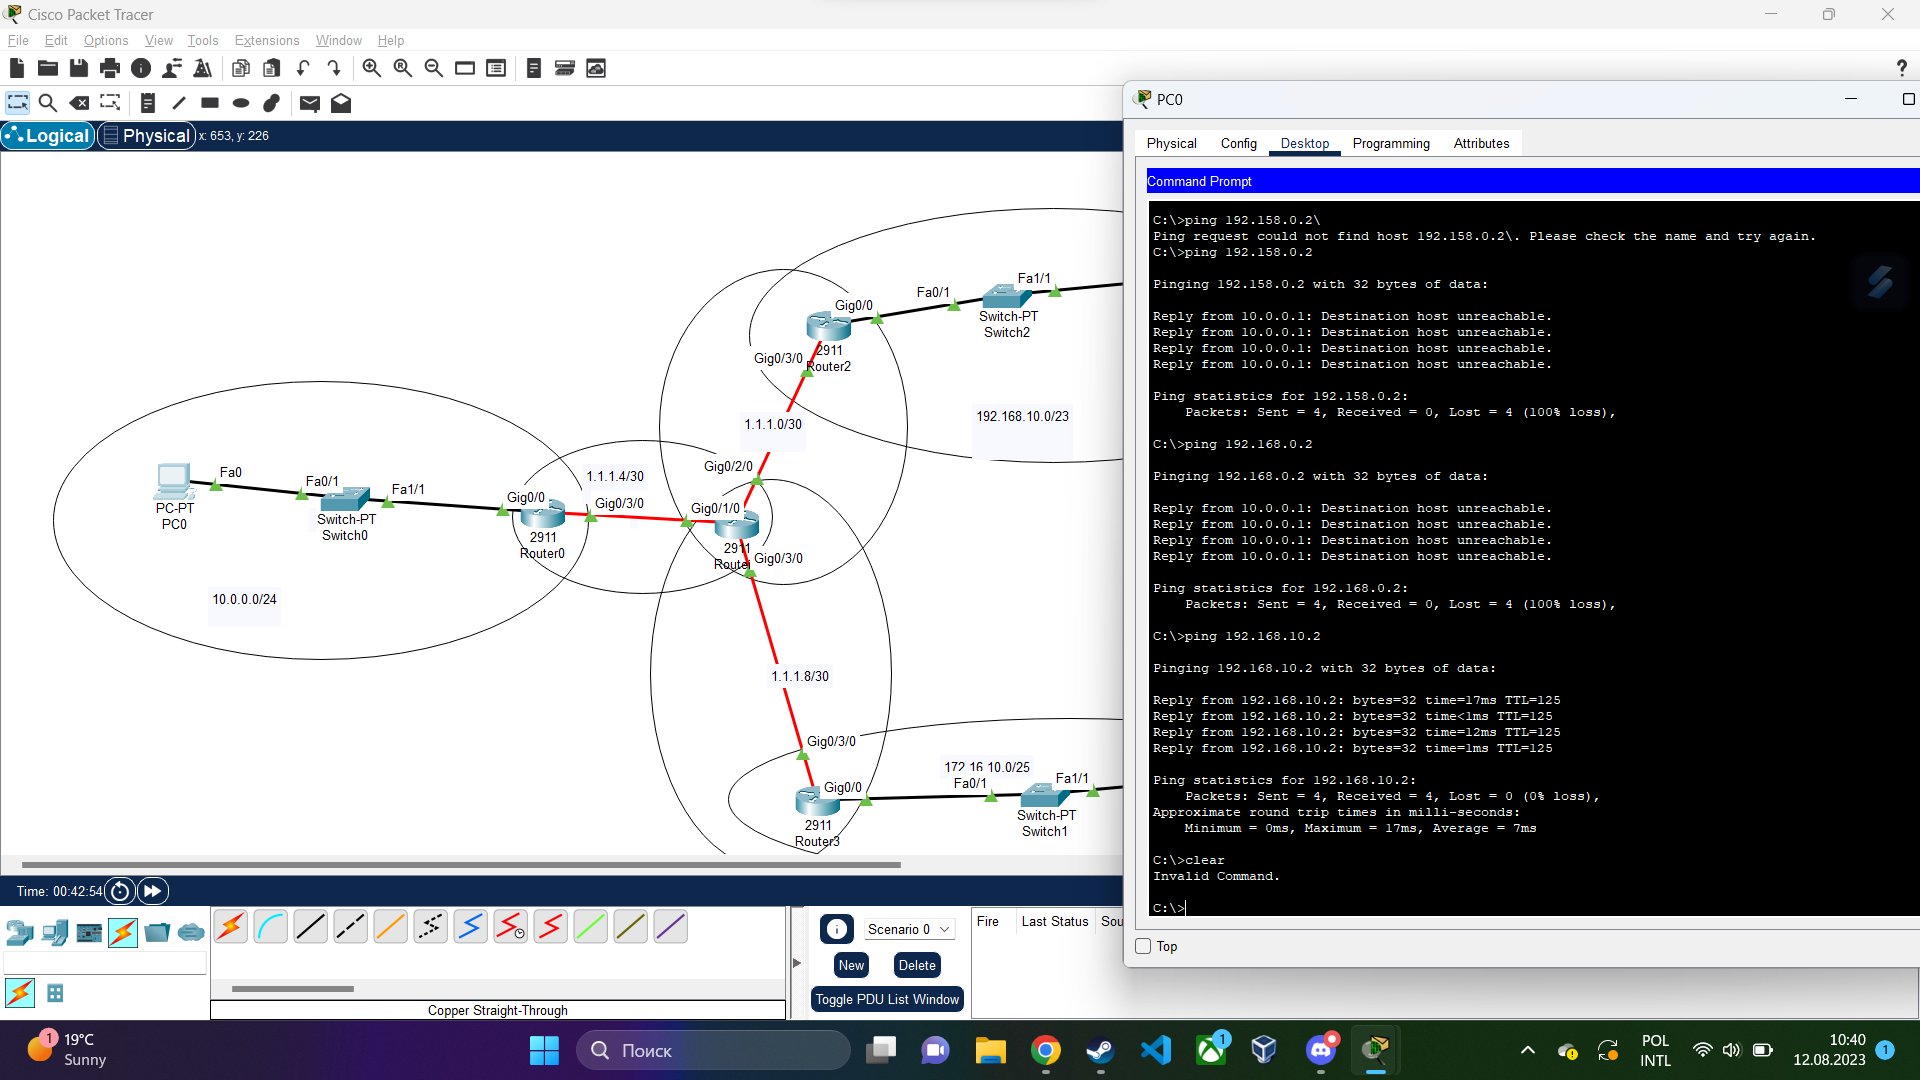 Cisco Packet Tracer
File Edit Options View Tools Extensions Window Help
Logical Physical x: 653, y: 226
Gig0/0
Fa0/1
Fa1/1
Switch-PT
Switch2
Gig0/3/0
2911
Router2
192.168.10.0/23
1.1.1.0/30
Gig0/2/0
1.1.1.4/30
Fa0
Fa0/1
Fa1/1
Gig0/0
Gig0/3/0
Gig0/1/0
PC-PT
PC0
Switch-PT
Switch0
2911
Router0
2911
Gig0/3/0
10.0.0.0/24
1.1.1.8/30
Gig0/3/0
172.16.10.0/25
Fa0/1
Fa1/1
Gig0/0
Switch-PT
Switch1
2911
Router3
Time: 00:42:54
Copper Straight-Through
Scenario 0
New
Delete
Toggle PDU List Window
Fire Last Status Sou
PC0
Physical Config Desktop Programming Attributes
Command Prompt
C:\>ping 192.158.0.2\
Ping request could not find host 192.158.0.2\. Please check the name and try again.
C:\>ping 192.158.0.2
Pinging 192.158.0.2 with 32 bytes of data:
Reply from 10.0.0.1: Destination host unreachable.
Reply from 10.0.0.1: Destination host unreachable.
Reply from 10.0.0.1: Destination host unreachable.
Reply from 10.0.0.1: Destination host unreachable.
Ping statistics for 192.158.0.2:
Packets: Sent = 4, Received = 0, Lost = 4 (100% loss),
C:\>ping 192.168.0.2
Pinging 192.168.0.2 with 32 bytes of data:
Reply from 10.0.0.1: Destination host unreachable.
Reply from 10.0.0.1: Destination host unreachable.
Reply from 10.0.0.1: Destination host unreachable.
Reply from 10.0.0.1: Destination host unreachable.
Ping statistics for 192.168.0.2:
Packets: Sent = 4, Received = 0, Lost = 4 (100% loss),
C:\>ping 192.168.10.2
Pinging 192.168.10.2 with 32 bytes of data:
Reply from 192.168.10.2: bytes=32 time=17ms TTL=125
Reply from 192.168.10.2: bytes=32 time<1ms TTL=125
Reply from 192.168.10.2: bytes=32 time=12ms TTL=125
Reply from 192.168.10.2: bytes=32 time=1ms TTL=125
Ping statistics for 192.168.10.2:
Packets: Sent = 4, Received = 4, Lost = 0 (0% loss),
Approximate round trip times in milli-seconds:
Minimum = 0ms, Maximum = 17ms, Average = 7ms
C:\>clear
Invalid Command.
C:\>
Top
1
19°C
Sunny
Поиск
1
POL
INTL
10:40
12.08.2023
1